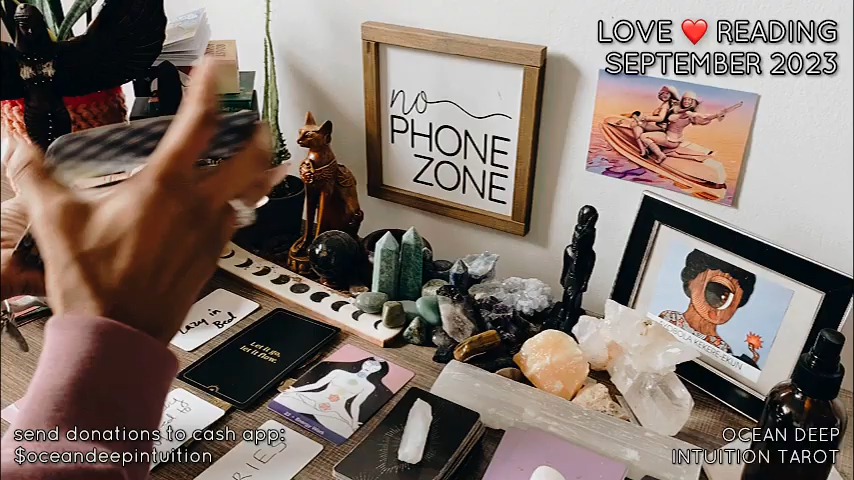 LOVE ❤️ READING
SEPTEMBER 2023
no
PHONE
ZONE
Lazy in
Bed
Let it go,
let it flow.
send donations to cash app:
$oceandeepintuition
OCEAN DEEP
INTUITION TAROT